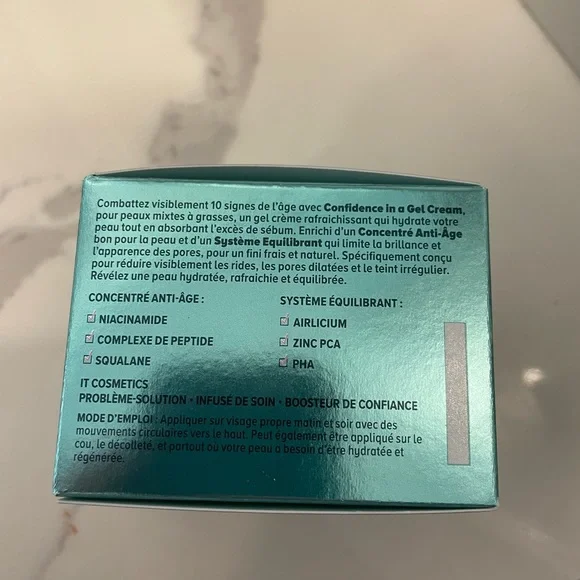 Combattez visiblement 10 signes de l'âge avec Confidence in a Gel Cream,
pour peaux mixtes à grasses, un gel crème rafraichissant qui hydrate votre
peau tout en absorbant l'excès de sébum. Enrichi d'un Concentré Anti-Âge
bon pour la peau et d'un Système Equilibrant qui limite la brillance et
l'apparence des pores, pour un fini frais et naturel. Spécifiquement conçu
pour réduire visiblement les rides, les pores dilatées et le teint irrégulier.
Révélez une peau hydratée, rafraichie et équilibrée.
CONCENTRÉ ANTI-ÂGE :
NIACINAMIDE
COMPLEXE DE PEPTIDE
SQUALANE
SYSTÈME ÉQUILIBRANT :
AIRLICIUM
ZINC PCA
PHA
IT COSMETICS
PROBLÈME-SOLUTION • INFUSÉ DE SOIN • BOOSTEUR DE CONFIANCE
MODE D'EMPLOI : Appliquer sur visage propre matin et soir avec des
mouvements circulaires vers le haut. Peut également être appliqué sur le
cou, le décolleté, et partout où votre peau a besoin d'être hydratée et
régénérée.